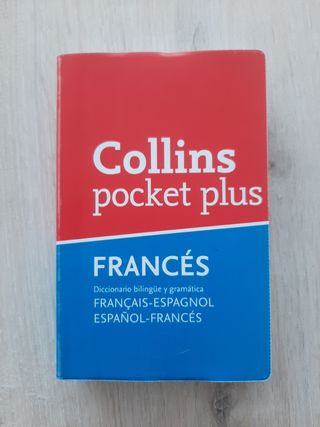 Collins
pocket plus
FRANCÉS
Diccionario bilingüe y gramática
FRANÇAIS-ESPAGNOL
ESPAÑOL-FRANCÉS